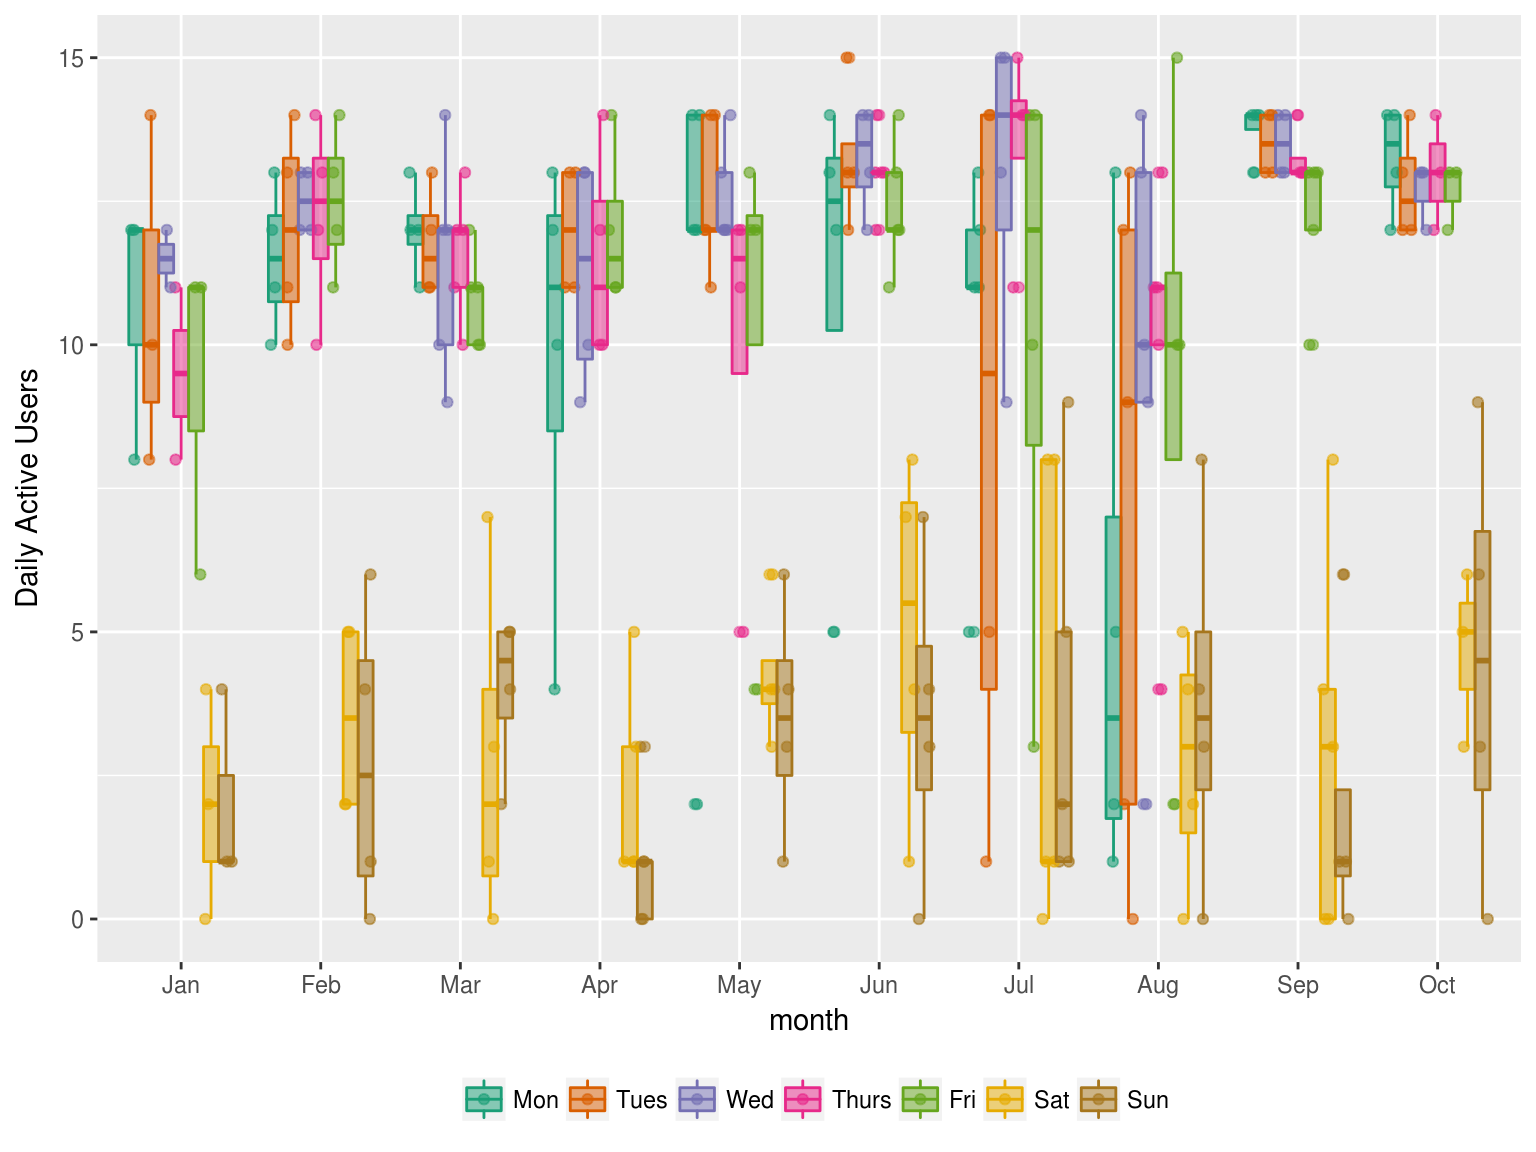 15
10
5
0
Daily Active Users
Jan Feb Mar Apr May Jun Jul Aug Sep Oct
month
Mon Tues Wed Thurs Fri Sat Sun